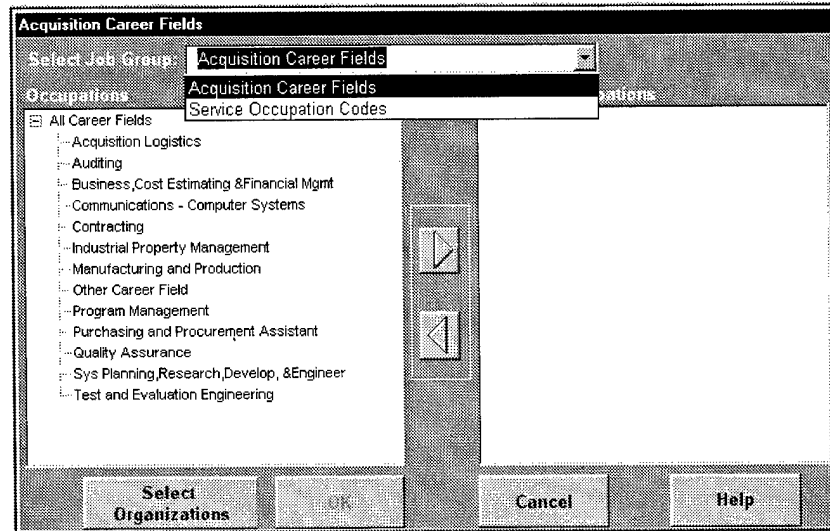 Acquisition Career Fields
Select Job Group: Acquisition Career Fields
Acquisition Career Fields
Service Occupation Codes
Occupations
All Career Fields
Acquisition Logistics
Auditing
Business,Cost Estimating &Financial Mgmt
Communications - Computer Systems
Contracting
Industrial Property Management
Manufacturing and Production
Other Career Field
Program Management
Purchasing and Procurement Assistant
Quality Assurance
Sys Planning,Research,Develop, &Engineer
Test and Evaluation Engineering
Select
Organizations
OK
Cancel
Help